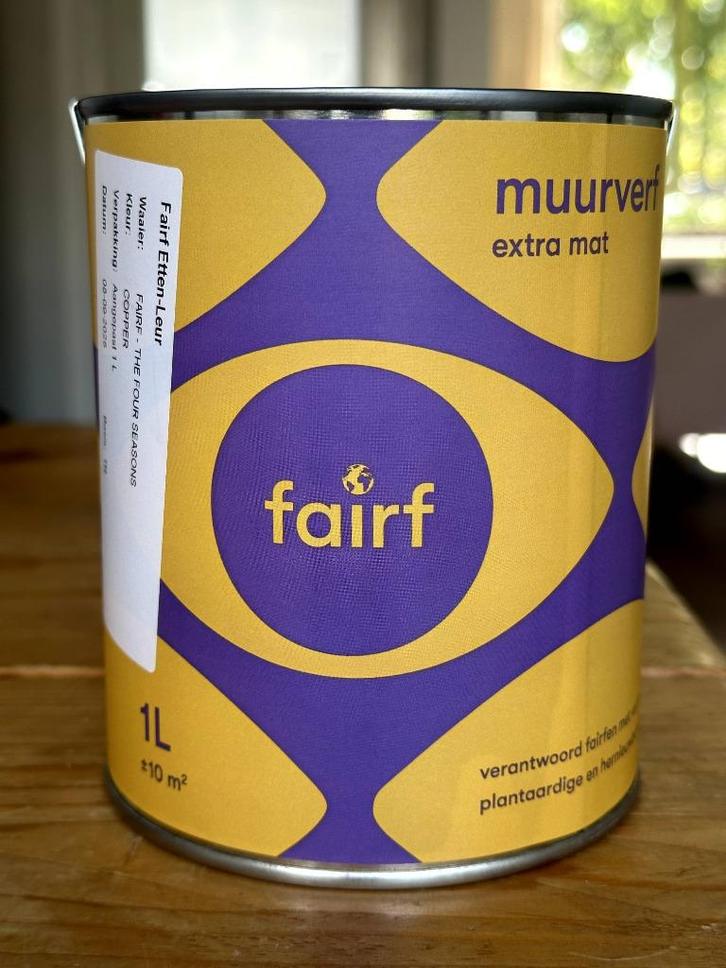 muurverf
extra mat
Fairf Etten-Leur
Waaier: FAIRF - THE FOUR SEASONS
Kleur: COPPER
Verpakking: Aangepast 1 L
Datum: 08-09-2025
fairf
1L
±10 m²
verantwoord fairfen met
plantaardige en